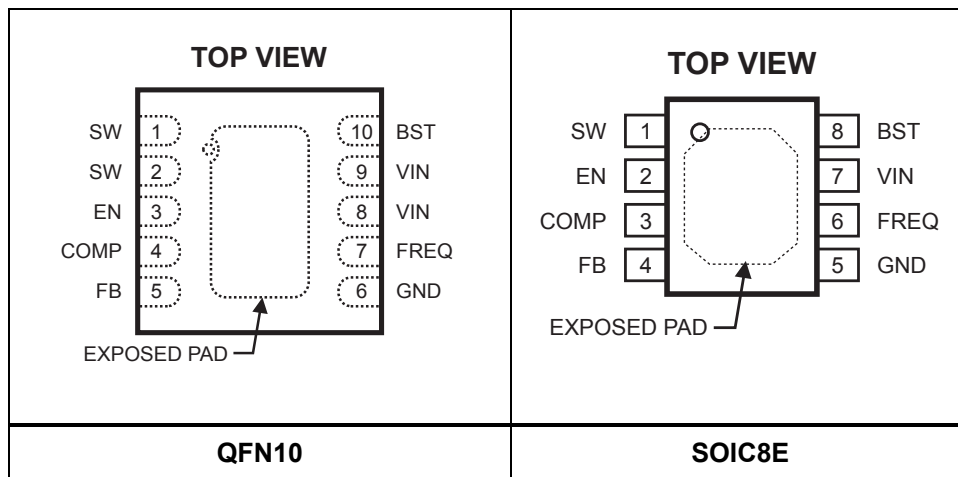 TOP VIEW
SW 1 10 BST
SW 2 9 VIN
EN 3 8 VIN
COMP 4 7 FREQ
FB 5 6 GND
EXPOSED PAD
QFN10
TOP VIEW
SW 1 8 BST
EN 2 7 VIN
COMP 3 6 FREQ
FB 4 5 GND
EXPOSED PAD
SOIC8E